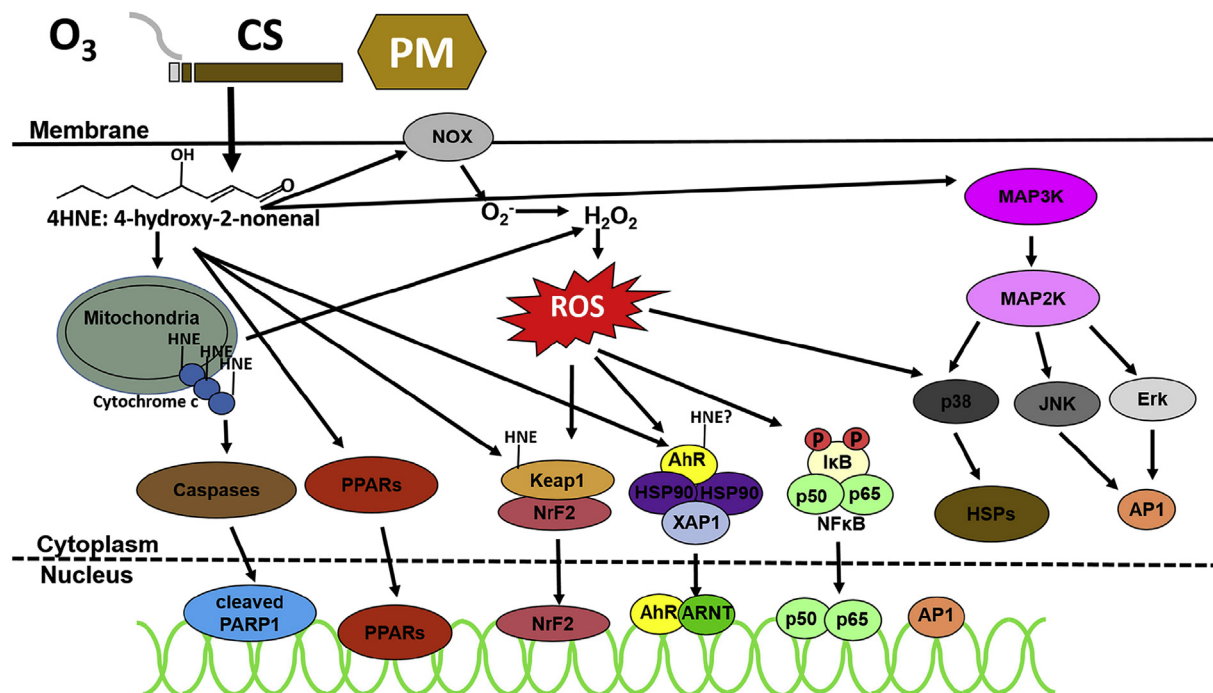 O3
CS
PM
Membrane
NOX
OH
O
4HNE: 4-hydroxy-2-nonenal
O2-
H2O2
MAP3K
MAP2K
ROS
Mitochondria
HNE
HNE
HNE
Cytochrome c
p38
JNK
Erk
HNE
HNE?
P
P
Caspases
PPARs
Keap1
NrF2
AhR
HSP90
HSP90
XAP1
IκB
p50
p65
NFκB
HSPs
AP1
Cytoplasm
Nucleus
cleaved
PARP1
PPARs
NrF2
AhR
ARNT
p50
p65
AP1